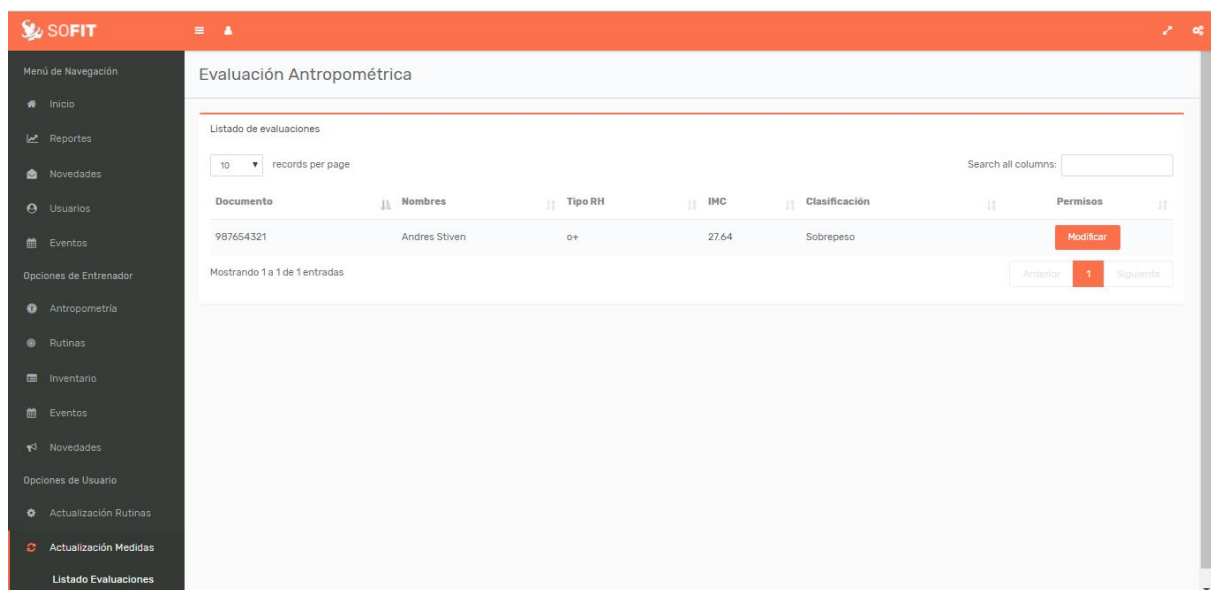 SOFIT
Menú de Navegación
Inicio
Reportes
Novedades
Usuarios
Eventos
Opciones de Entrenador
Antropometría
Rutinas
Inventario
Eventos
Novedades
Opciones de Usuario
Actualización Rutinas
Actualización Medidas
Listado Evaluaciones
Evaluación Antropométrica
Listado de evaluaciones
10 records per page
Search all columns:
Documento Nombres Tipo RH IMC Clasificación Permisos
987654321 Andres Stiven o+ 27.64 Sobrepeso Modificar
Mostrando 1 a 1 de 1 entradas
Anterior 1 Siguiente